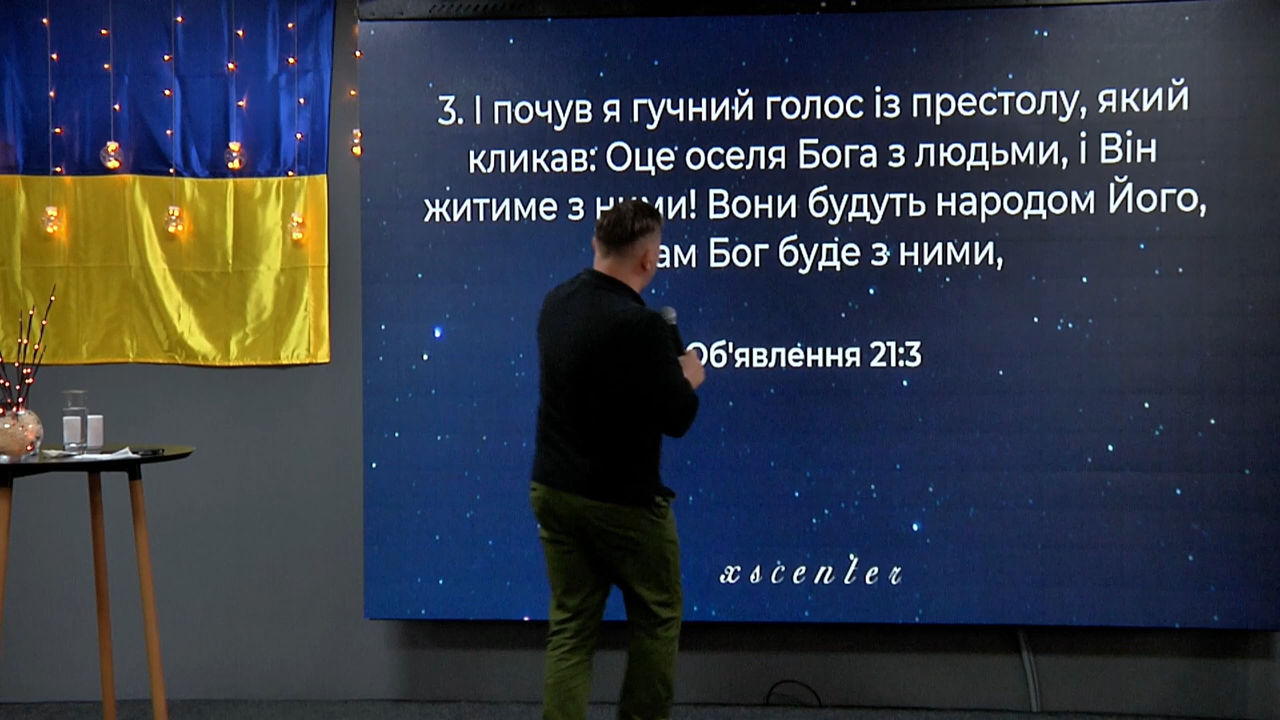 3. І почув я гучний голос із престолу, який
кликав: Оце оселя Бога з людьми, і Він
житиме з ними! Вони будуть народом Його,
Бог буде з ними,
Об'явлення 21:3
xscenter